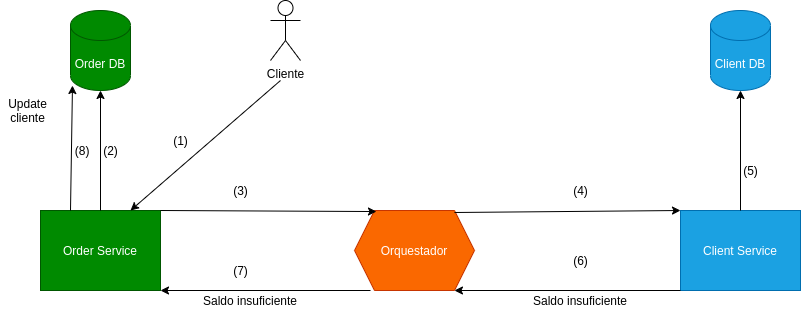 Order DB
Client DB
Cliente
Update
cliente
(1)
(8)
(2)
(5)
(3)
(4)
Order Service
Orquestador
Client Service
(7)
(6)
Saldo insuficiente
Saldo insuficiente